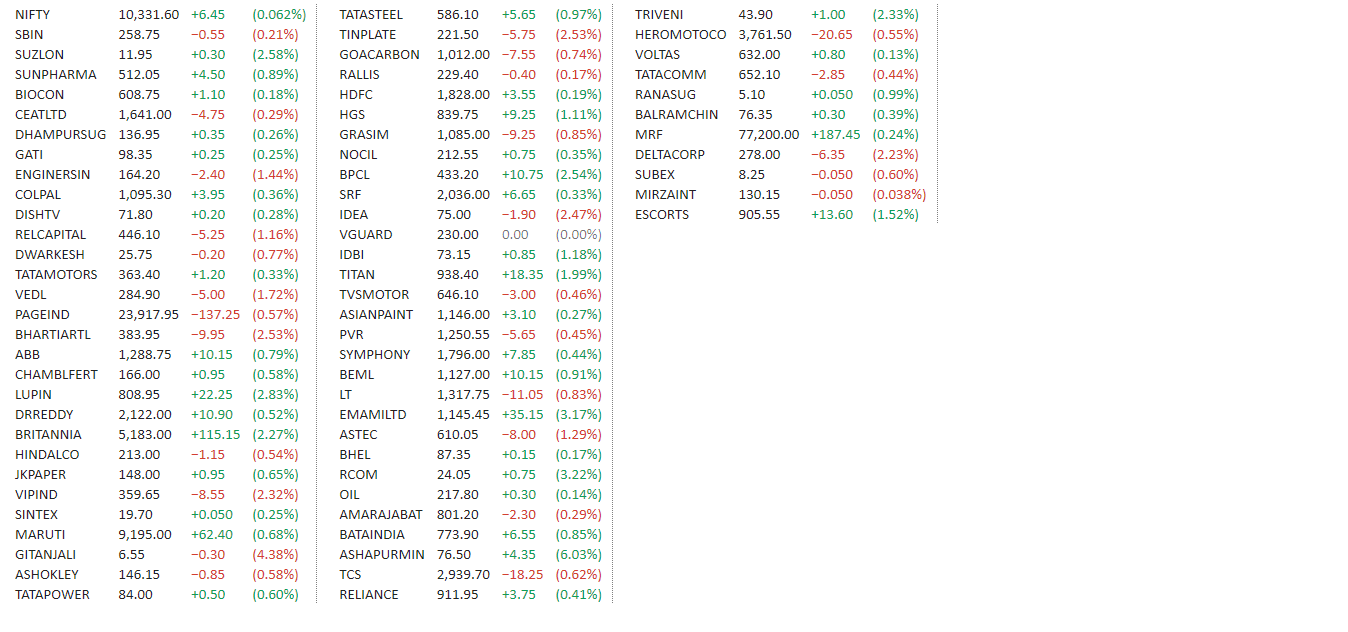 NIFTY 10,331.60 +6.45 (0.062%)
SBIN 258.75 −0.55 (0.21%)
SUZLON 11.95 +0.30 (2.58%)
SUNPHARMA 512.05 +4.50 (0.89%)
BIOCON 608.75 +1.10 (0.18%)
CEATLTD 1,641.00 −4.75 (0.29%)
DHAMPURSUG 136.95 +0.35 (0.26%)
GATI 98.35 +0.25 (0.25%)
ENGINERSIN 164.20 −2.40 (1.44%)
COLPAL 1,095.30 +3.95 (0.36%)
DISHTV 71.80 +0.20 (0.28%)
RELCAPITAL 446.10 −5.25 (1.16%)
DWARKESH 25.75 −0.20 (0.77%)
TATAMOTORS 363.40 +1.20 (0.33%)
VEDL 284.90 −5.00 (1.72%)
PAGEIND 23,917.95 −137.25 (0.57%)
BHARTIARTL 383.95 −9.95 (2.53%)
ABB 1,288.75 +10.15 (0.79%)
CHAMBLFERT 166.00 +0.95 (0.58%)
LUPIN 808.95 +22.25 (2.83%)
DRREDDY 2,122.00 +10.90 (0.52%)
BRITANNIA 5,183.00 +115.15 (2.27%)
HINDALCO 213.00 −1.15 (0.54%)
JKPAPER 148.00 +0.95 (0.65%)
VIPIND 359.65 −8.55 (2.32%)
SINTEX 19.70 +0.050 (0.25%)
MARUTI 9,195.00 +62.40 (0.68%)
GITANJALI 6.55 −0.30 (4.38%)
ASHOKLEY 146.15 −0.85 (0.58%)
TATAPOWER 84.00 +0.50 (0.60%)
TATASTEEL 586.10 +5.65 (0.97%)
TINPLATE 221.50 −5.75 (2.53%)
GOACARBON 1,012.00 −7.55 (0.74%)
RALLIS 229.40 −0.40 (0.17%)
HDFC 1,828.00 +3.55 (0.19%)
HGS 839.75 +9.25 (1.11%)
GRASIM 1,085.00 −9.25 (0.85%)
NOCIL 212.55 +0.75 (0.35%)
BPCL 433.20 +10.75 (2.54%)
SRF 2,036.00 +6.65 (0.33%)
IDEA 75.00 −1.90 (2.47%)
VGUARD 230.00 0.00 (0.00%)
IDBI 73.15 +0.85 (1.18%)
TITAN 938.40 +18.35 (1.99%)
TVSMOTOR 646.10 −3.00 (0.46%)
ASIANPAINT 1,146.00 +3.10 (0.27%)
PVR 1,250.55 −5.65 (0.45%)
SYMPHONY 1,796.00 +7.85 (0.44%)
BEML 1,127.00 +10.15 (0.91%)
LT 1,317.75 −11.05 (0.83%)
EMAMILTD 1,145.45 +35.15 (3.17%)
ASTEC 610.05 −8.00 (1.29%)
BHEL 87.35 +0.15 (0.17%)
RCOM 24.05 +0.75 (3.22%)
OIL 217.80 +0.30 (0.14%)
AMARAJABAT 801.20 −2.30 (0.29%)
BATAINDIA 773.90 +6.55 (0.85%)
ASHAPURMIN 76.50 +4.35 (6.03%)
TCS 2,939.70 −18.25 (0.62%)
RELIANCE 911.95 +3.75 (0.41%)
TRIVENI 43.90 +1.00 (2.33%)
HEROMOTOCO 3,761.50 −20.65 (0.55%)
VOLTAS 632.00 +0.80 (0.13%)
TATACOMM 652.10 −2.85 (0.44%)
RANASUG 5.10 +0.050 (0.99%)
BALRAMCHIN 76.35 +0.30 (0.39%)
MRF 77,200.00 +187.45 (0.24%)
DELTACORP 278.00 −6.35 (2.23%)
SUBEX 8.25 −0.050 (0.60%)
MIRZAINT 130.15 −0.050 (0.038%)
ESCORTS 905.55 +13.60 (1.52%)